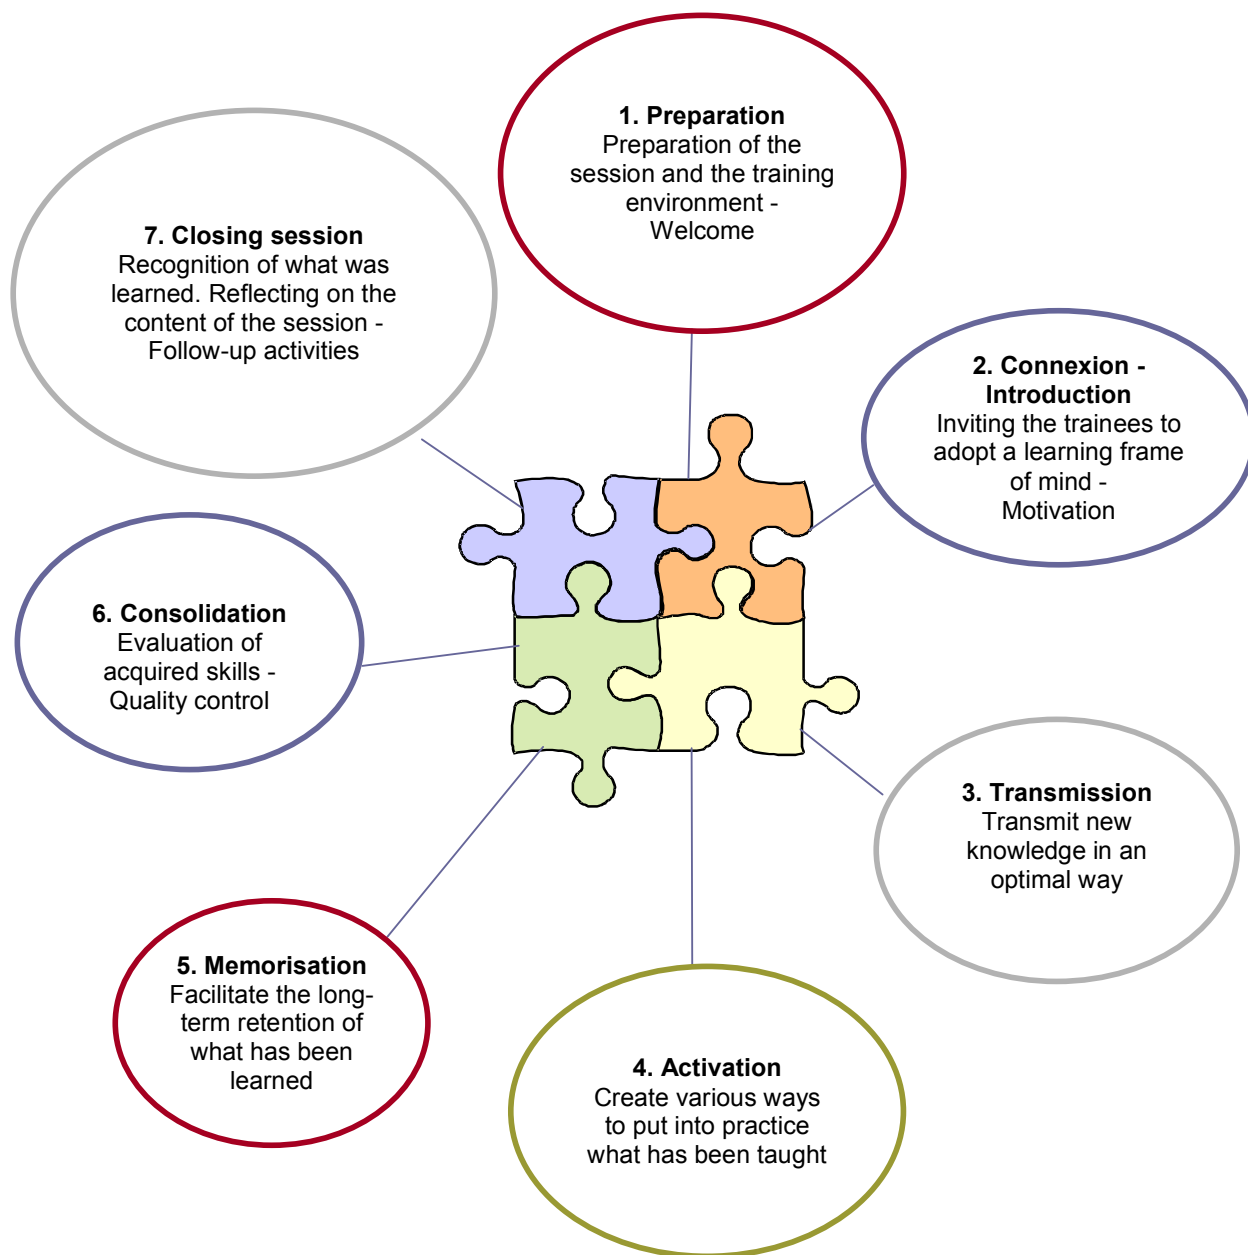 1. Preparation
Preparation of the
session and the training
environment -
Welcome
2. Connexion -
Introduction
Inviting the trainees to
adopt a learning frame
of mind -
Motivation
3. Transmission
Transmit new
knowledge in an
optimal way
4. Activation
Create various ways
to put into practice
what has been taught
5. Memorisation
Facilitate the long-
term retention of
what has been
learned
6. Consolidation
Evaluation of
acquired skills -
Quality control
7. Closing session
Recognition of what was
learned. Reflecting on the
content of the session -
Follow-up activities